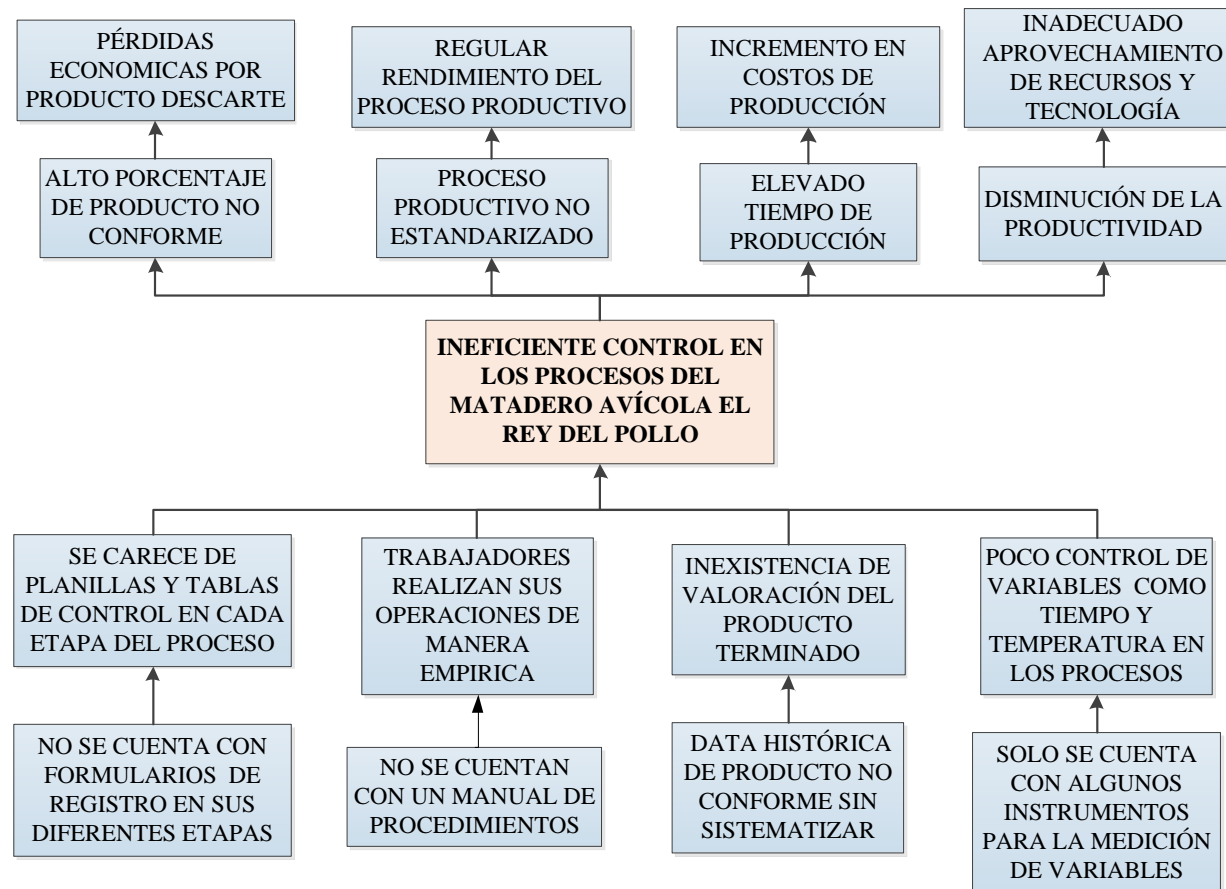 PÉRDIDAS
ECONOMICAS POR
PRODUCTO DESCARTE
REGULAR
RENDIMIENTO DEL
PROCESO PRODUCTIVO
INCREMENTO EN
COSTOS DE
PRODUCCIÓN
INADECUADO
APROVECHAMIENTO
DE RECURSOS Y
TECNOLOGÍA
ALTO PORCENTAJE
DE PRODUCTO NO
CONFORME
PROCESO
PRODUCTIVO NO
ESTANDARIZADO
ELEVADO
TIEMPO DE
PRODUCCIÓN
DISMINUCIÓN DE LA
PRODUCTIVIDAD
INEFICIENTE CONTROL EN
LOS PROCESOS DEL
MATADERO AVÍCOLA EL
REY DEL POLLO
SE CARECE DE
PLANILLAS Y TABLAS
DE CONTROL EN CADA
ETAPA DEL PROCESO
TRABAJADORES
REALIZAN SUS
OPERACIONES DE
MANERA
EMPIRICA
INEXISTENCIA DE
VALORACIÓN DEL
PRODUCTO
TERMINADO
POCO CONTROL DE
VARIABLES COMO
TIEMPO Y
TEMPERATURA EN
LOS PROCESOS
NO SE CUENTA CON
FORMULARIOS DE
REGISTRO EN SUS
DIFERENTES ETAPAS
NO SE CUENTAN
CON UN MANUAL DE
PROCEDIMIENTOS
DATA HISTÓRICA
DE PRODUCTO NO
CONFORME SIN
SISTEMATIZAR
SOLO SE CUENTA
CON ALGUNOS
INSTRUMENTOS
PARA LA MEDICIÓN
DE VARIABLES